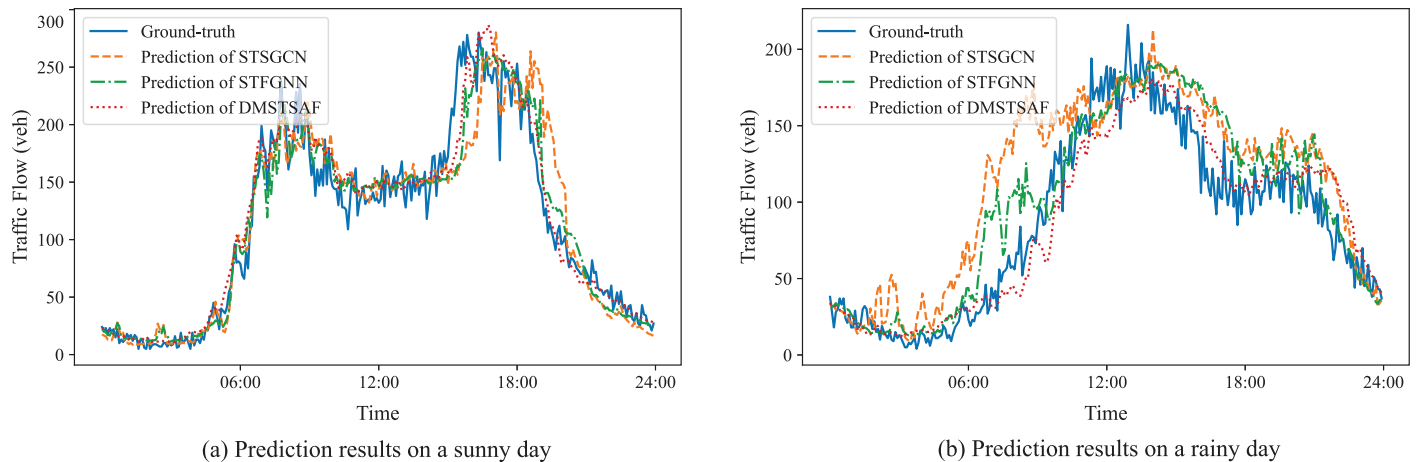 Ground-truth
Prediction of STSGCN
Prediction of STFGNN
Prediction of DMSTSAF
Traffic Flow (veh)
300
250
200
150
100
50
0
06:00 12:00 18:00 24:00
Time
(a) Prediction results on a sunny day
Ground-truth
Prediction of STSGCN
Prediction of STFGNN
Prediction of DMSTSAF
Traffic Flow (veh)
200
150
100
50
0
06:00 12:00 18:00 24:00
Time
(b) Prediction results on a rainy day